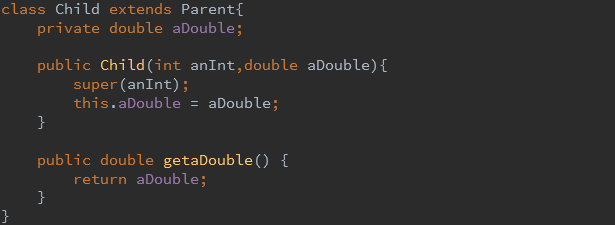 class Child extends Parent{
    private double aDouble;

    public Child(int anInt,double aDouble){
        super(anInt);
        this.aDouble = aDouble;
    }

    public double getaDouble() {
        return aDouble;
    }
}